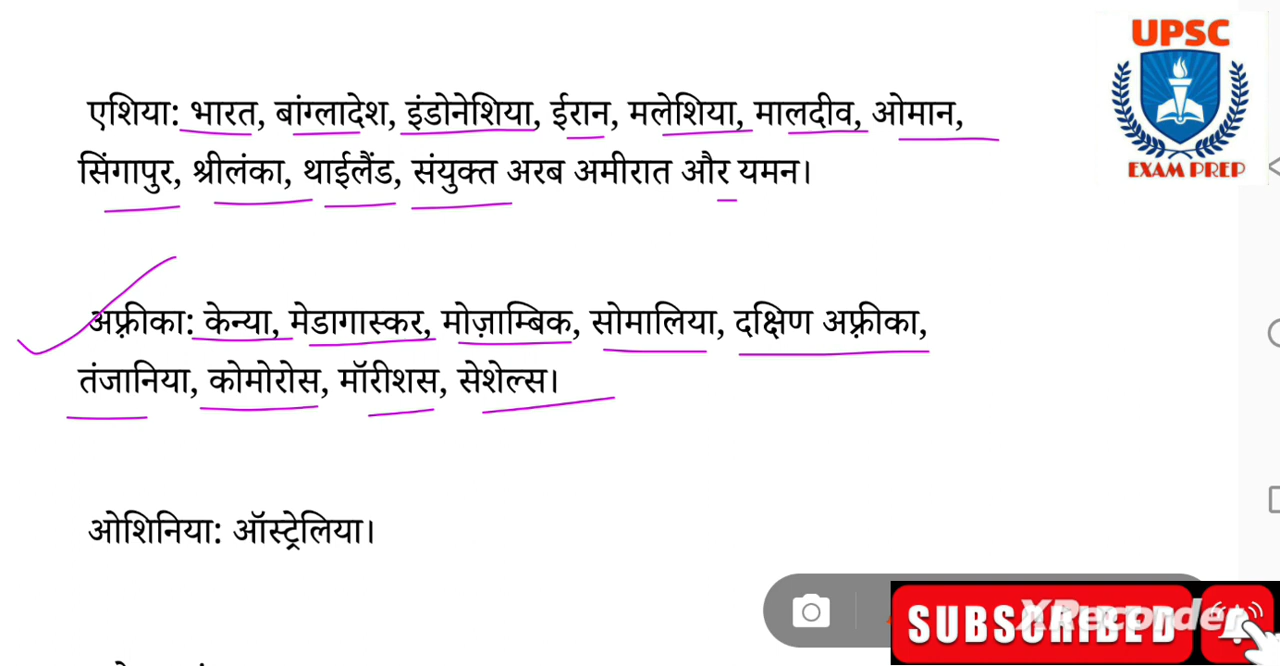 UPSC
EXAM PREP
एशिया: भारत, बांग्लादेश, इंडोनेशिया, ईरान, मलेशिया, मालदीव, ओमान,
सिंगापुर, श्रीलंका, थाईलैंड, संयुक्त अरब अमीरात और यमन।
अफ़्रीका: केन्या, मेडागास्कर, मोज़ाम्बिक, सोमालिया, दक्षिण अफ़्रीका,
तंजानिया, कोमोरोस, मॉरीशस, सेशेल्स।
ओशिनिया: ऑस्ट्रेलिया।
SUBSCRIBED
XRecorder